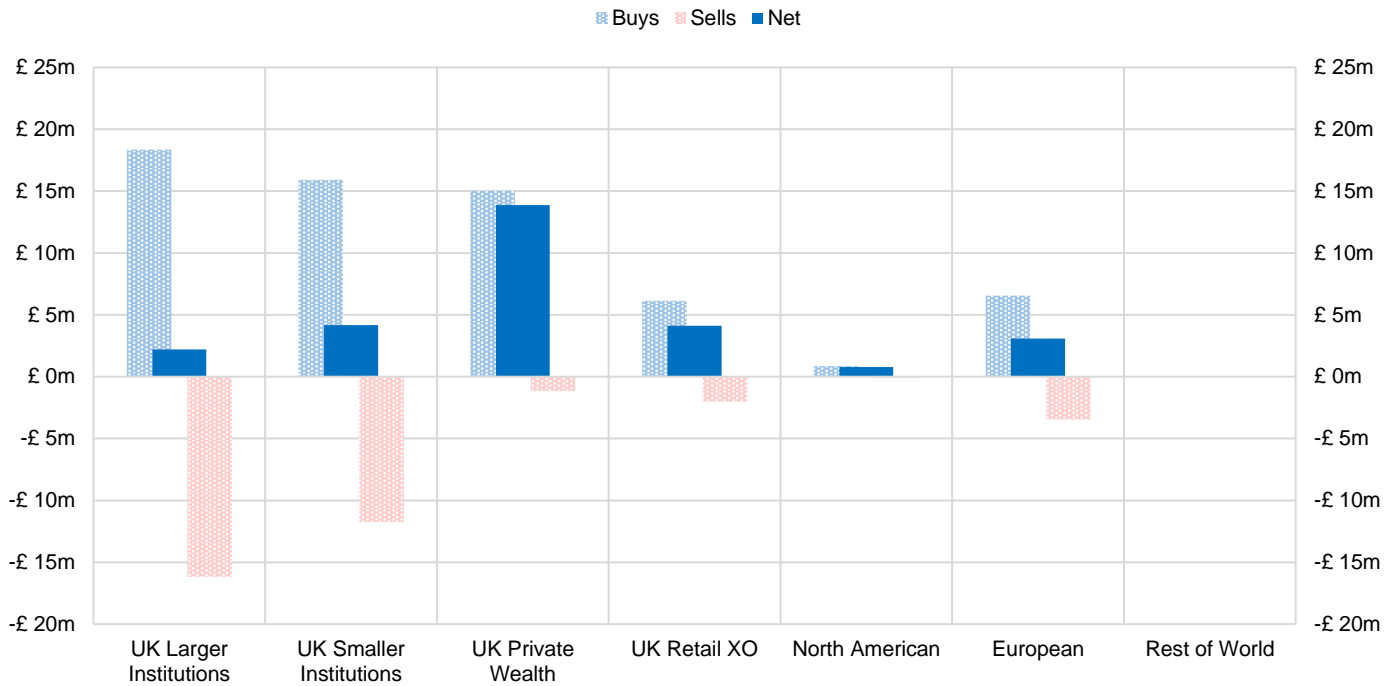 Buys Sells Net
£ 25m £ 25m
£ 20m £ 20m
£ 15m £ 15m
£ 10m £ 10m
£ 5m £ 5m
£ 0m £ 0m
-£ 5m -£ 5m
-£ 10m -£ 10m
-£ 15m -£ 15m
-£ 20m -£ 20m
UK Larger Institutions
UK Smaller Institutions
UK Private Wealth
UK Retail XO
North American
European
Rest of World